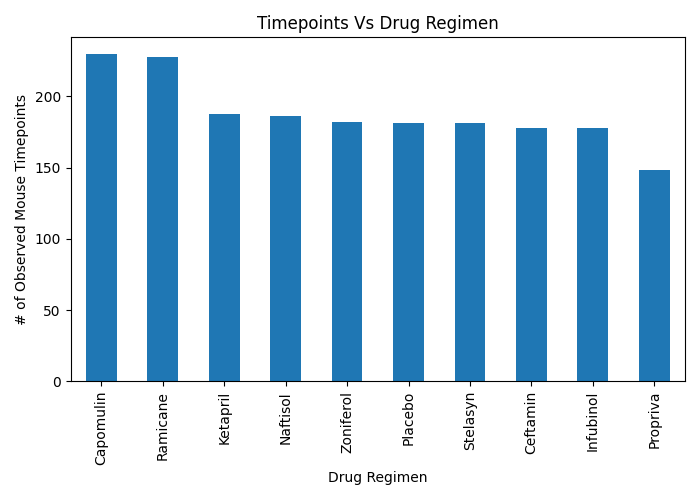 Timepoints Vs Drug Regimen
# of Observed Mouse Timepoints
200
150
100
50
0
Capomulin
Ramicane
Ketapril
Naftisol
Zoniferol
Placebo
Stelasyn
Ceftamin
Infubinol
Propriva
Drug Regimen